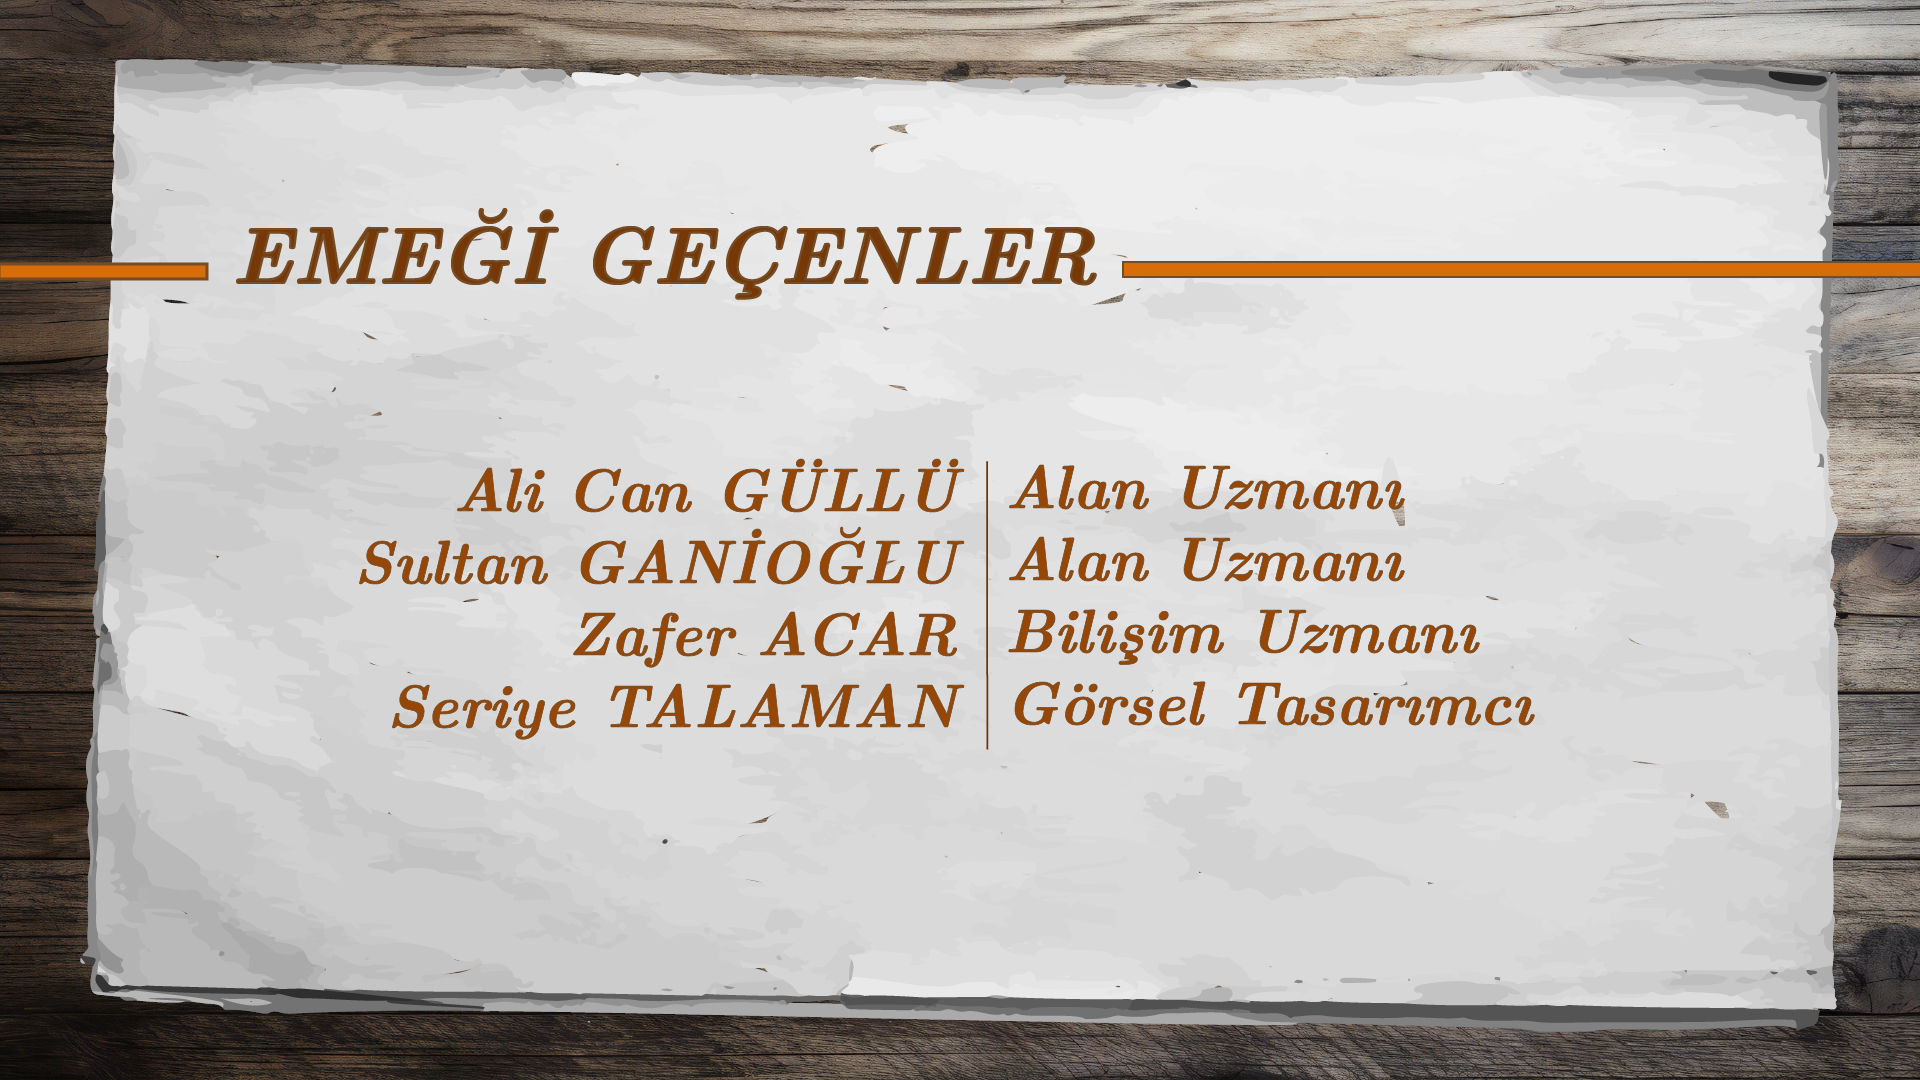 EMEĞİ GEÇENLER
Ali Can GÜLLÜ Alan Uzmanı
Sultan GANİOĞLU Alan Uzmanı
Zafer ACAR Bilişim Uzmanı
Seriye TALAMAN Görsel Tasarımcı